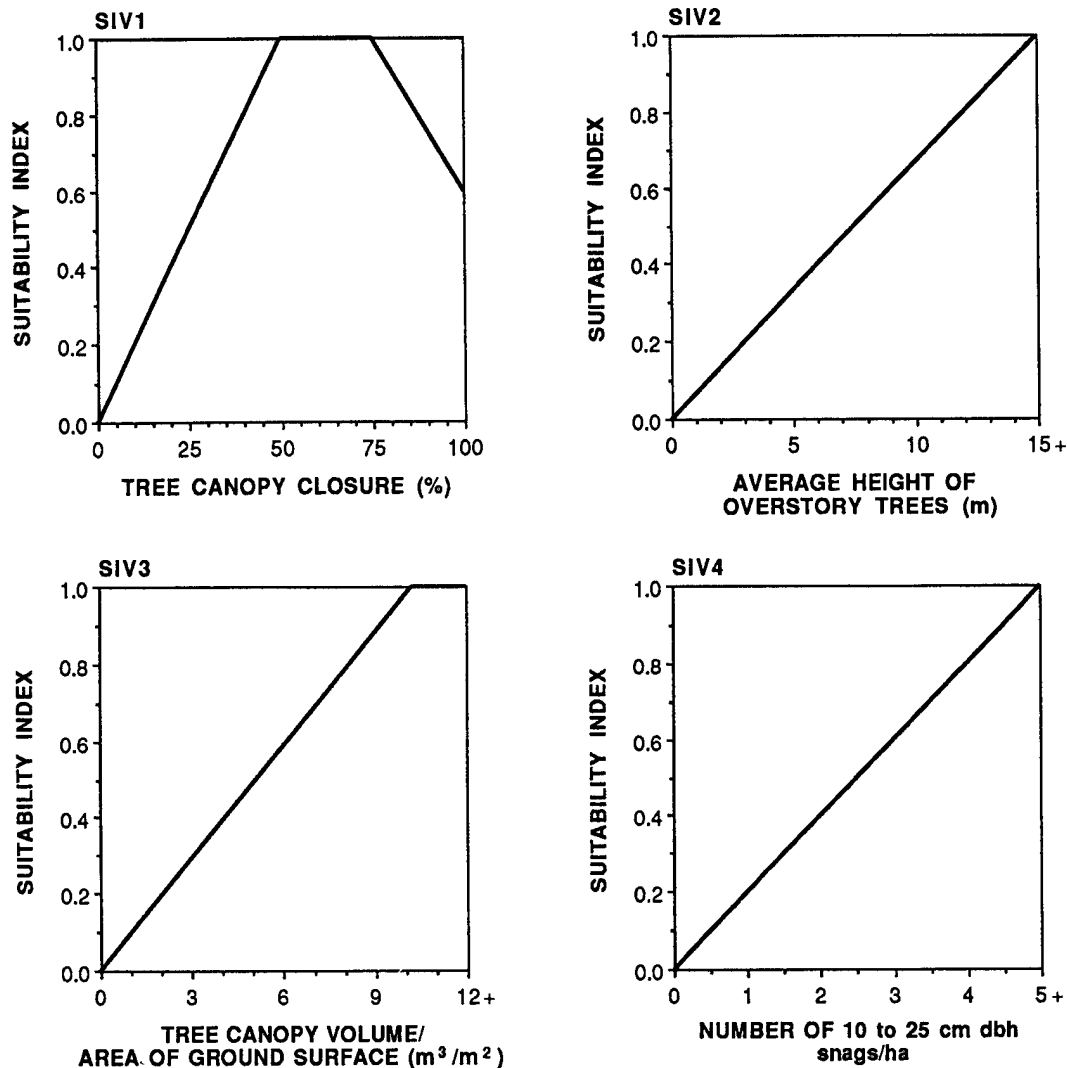 SIV1
1.0
0.8
0.6
0.4
0.2
0.0
SUITABILITY INDEX
0 25 50 75 100
TREE CANOPY CLOSURE (%)
SIV2
1.0
0.8
0.6
0.4
0.2
0.0
SUITABILITY INDEX
0 5 10 15 +
AVERAGE HEIGHT OF
OVERSTORY TREES (m)
SIV3
1.0
0.8
0.6
0.4
0.2
0.0
SUITABILITY INDEX
0 3 6 9 12 +
TREE CANOPY VOLUME/
AREA OF GROUND SURFACE (m³/m²)
SIV4
1.0
0.8
0.6
0.4
0.2
0.0
SUITABILITY INDEX
0 1 2 3 4 5 +
NUMBER OF 10 to 25 cm dbh
snags/ha